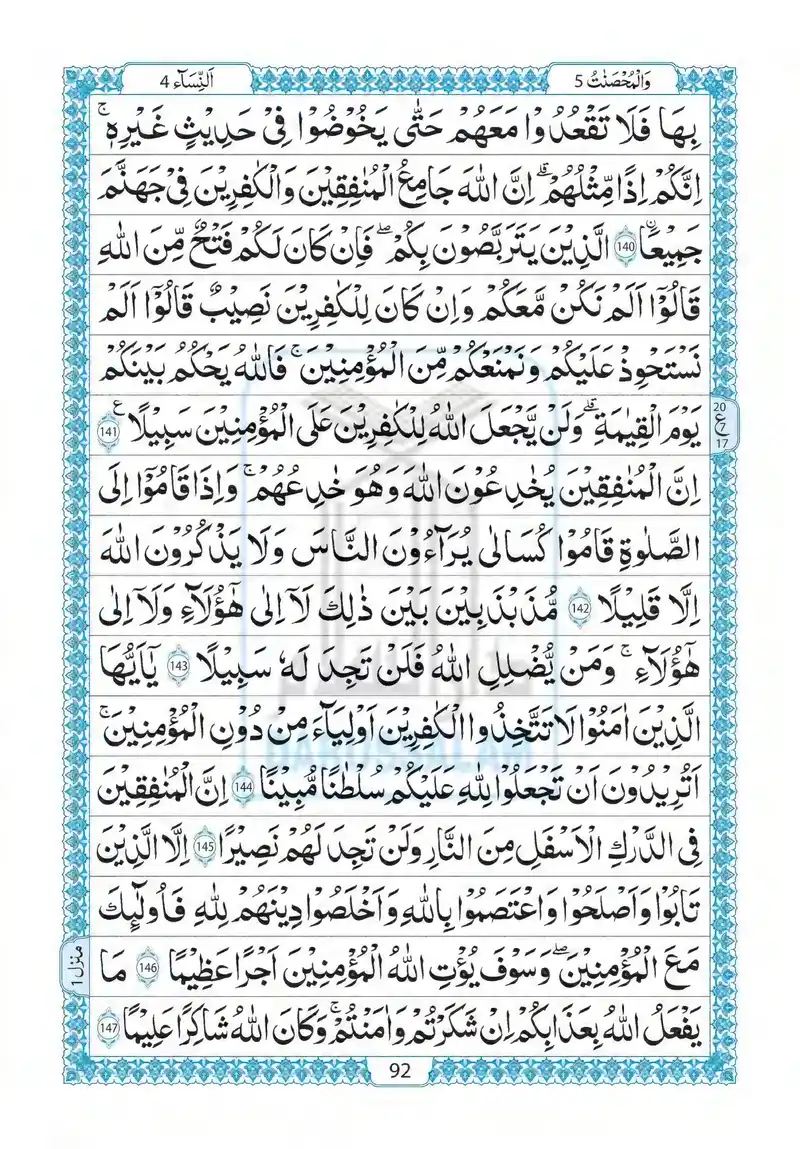 وَالْمُحْصَنٰتُ 5
اَلنِّسَآء 4
بِهَا فَلَا تَقْعُدُوْا مَعَهُمْ حَتّٰى يَخُوْضُوْا فِىْ حَدِيْثٍ غَيْرِهٖۤ ۚ
اِنَّكُمْ اِذًا مِّثْلُهُمْ ؕ اِنَّ اللّٰهَ جَامِعُ الْمُنٰفِقِيْنَ وَالْكٰفِرِيْنَ فِىْ جَهَنَّمَ
جَمِيْعًا ۙ 140 الَّذِيْنَ يَتَرَبَّصُوْنَ بِكُمْ ۚ فَاِنْ كَانَ لَكُمْ فَتْحٌ مِّنَ اللّٰهِ
قَالُوْۤا اَلَمْ نَكُنْ مَّعَكُمْ وَاِنْ كَانَ لِلْكٰفِرِيْنَ نَصِيْبٌ قَالُوْۤا اَلَمْ
نَسْتَحْوِذْ عَلَيْكُمْ وَنَمْنَعْكُمْ مِّنَ الْمُؤْمِنِيْنَ ۚ فَاللّٰهُ يَحْكُمُ بَيْنَكُمْ
يَوْمَ الْقِيٰمَةِ ۗ وَلَنْ يَّجْعَلَ اللّٰهُ لِلْكٰفِرِيْنَ عَلَى الْمُؤْمِنِيْنَ سَبِيْلًا ع 141
20
ع 7
17
اِنَّ الْمُنٰفِقِيْنَ يُخٰدِعُوْنَ اللّٰهَ وَهُوَ خَادِعُهُمْ ۚ وَاِذَا قَامُوْۤا اِلَى
الصَّلٰوةِ قَامُوْا كُسَالٰى يُرَآءُوْنَ النَّاسَ وَلَا يَذْكُرُوْنَ اللّٰهَ
اِلَّا قَلِيْلًا 142 مُّذَبْذَبِيْنَ بَيْنَ ذٰلِكَ لَاۤ اِلٰى هٰٓؤُلَآءِ وَلَاۤ اِلٰى
هٰٓؤُلَآءِ ۚ وَمَنْ يُّضْلِلِ اللّٰهُ فَلَنْ تَجِدَ لَهٗ سَبِيْلًا 143 يٰۤاَيُّهَا
الَّذِيْنَ اٰمَنُوْا لَا تَتَّخِذُوا الْكٰفِرِيْنَ اَوْلِيَآءَ مِنْ دُوْنِ الْمُؤْمِنِيْنَ ۚ
اَتُرِيْدُوْنَ اَنْ تَجْعَلُوْا لِلّٰهِ عَلَيْكُمْ سُلْطٰنًا مُّبِيْنًا 144 اِنَّ الْمُنٰفِقِيْنَ
فِى الدَّرْكِ الْاَسْفَلِ مِنَ النَّارِ وَلَنْ تَجِدَ لَهُمْ نَصِيْرًا 145 اِلَّا الَّذِيْنَ
تَابُوْا وَاَصْلَحُوْا وَاعْتَصَمُوْا بِاللّٰهِ وَاَخْلَصُوْا دِيْنَهُمْ لِلّٰهِ فَاُولٰٓئِكَ
مَعَ الْمُؤْمِنِيْنَ ۖ وَسَوْفَ يُؤْتِ اللّٰهُ الْمُؤْمِنِيْنَ اَجْرًا عَظِيْمًا 146 مَا
منزل 1
يَفْعَلُ اللّٰهُ بِعَذَابِكُمْ اِنْ شَكَرْتُمْ وَاٰمَنْتُمْ ۚ وَكَانَ اللّٰهُ شَاكِرًا عَلِيْمًا 147
92